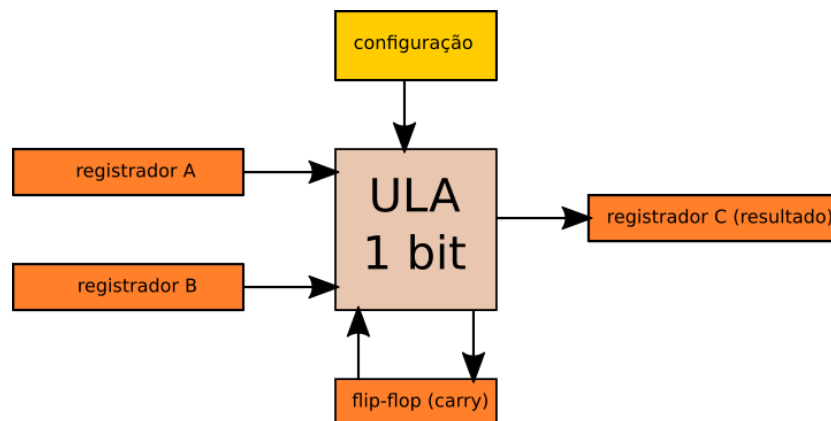 configuração
registrador A
ULA
1 bit
registrador C (resultado)
registrador B
flip-flop (carry)